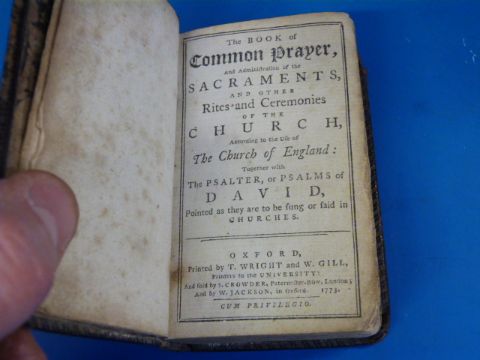 The BOOK of
Common Prayer,
And Administration of the
SACRAMENTS,
AND OTHER
Rites and Ceremonies
OF THE
CHURCH,
According to the Use of
The Church of England:
Together with
The PSALTER, or PSALMS of
DAVID,
Pointed as they are to be sung or said in
CHURCHES.
OXFORD,
Printed by T. WRIGHT and W. GILL,
Printers to the UNIVERSITY:
And sold by S. CROWDER, Paternoster-Row, London;
And by W. JACKSON, in Oxford. 1773.
CUM PRIVILEGIO.